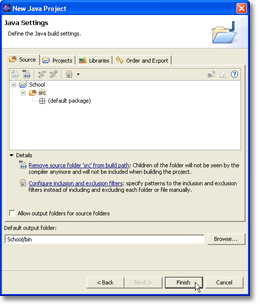 New Java Project
Java Settings
Define the Java build settings.
Source Projects Libraries Order and Export
School
src
(default package)
Details
Remove source folder 'src' from build path: Children of the folder will not be seen by the
compiler anymore and will not be included when building the project.
Configure inclusion and exclusion filters: specify patterns to the inclusion and exclusion
filters instead of including and excluding each folder or file manually.
Allow output folders for source folders
Default output folder:
School/bin
Browse...
< Back Next > Finish Cancel